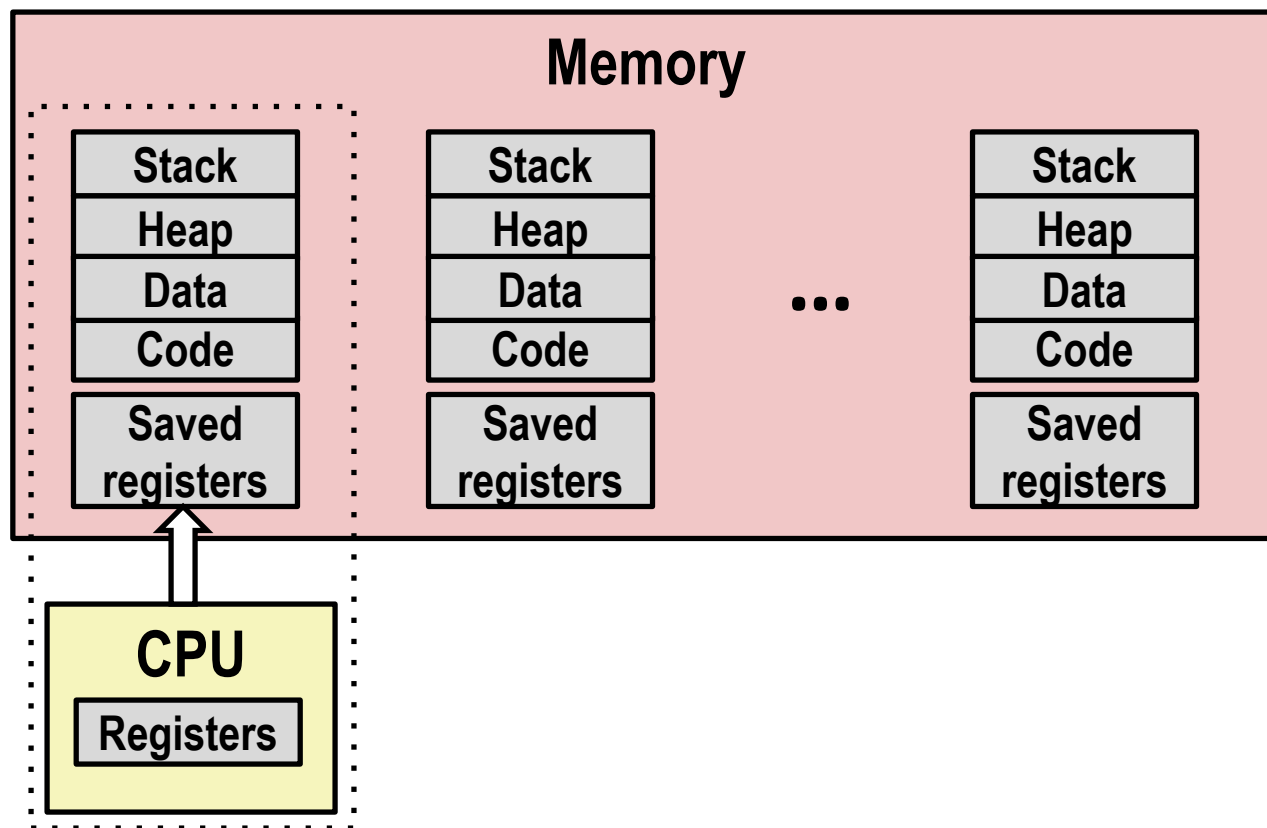 Memory
Stack
Heap
Data
Code
Saved
registers
Stack
Heap
Data
Code
Saved
registers
...
Stack
Heap
Data
Code
Saved
registers
CPU
Registers